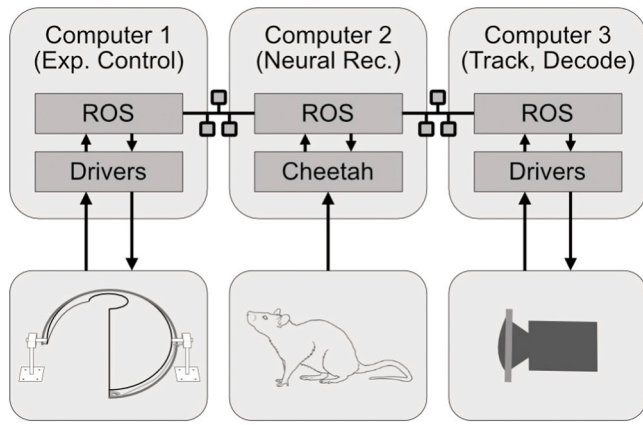 Computer 1
(Exp. Control)
ROS
Drivers
Computer 2
(Neural Rec.)
ROS
Cheetah
Computer 3
(Track, Decode)
ROS
Drivers